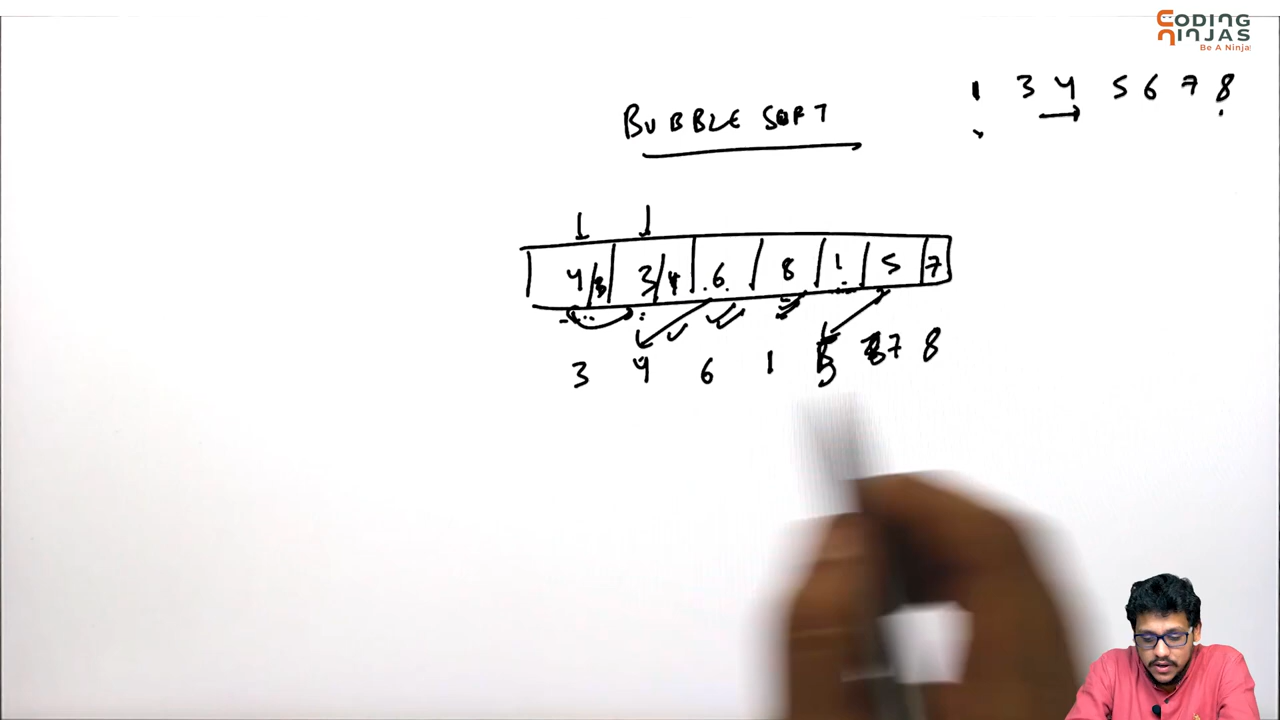 CODING
NINJAS
Be A Ninja
1 3 4 5 6 7 8
BUBBLE SORT
4/3 3/4 6 8 1 5 7
3 4 6 1 5 7 8